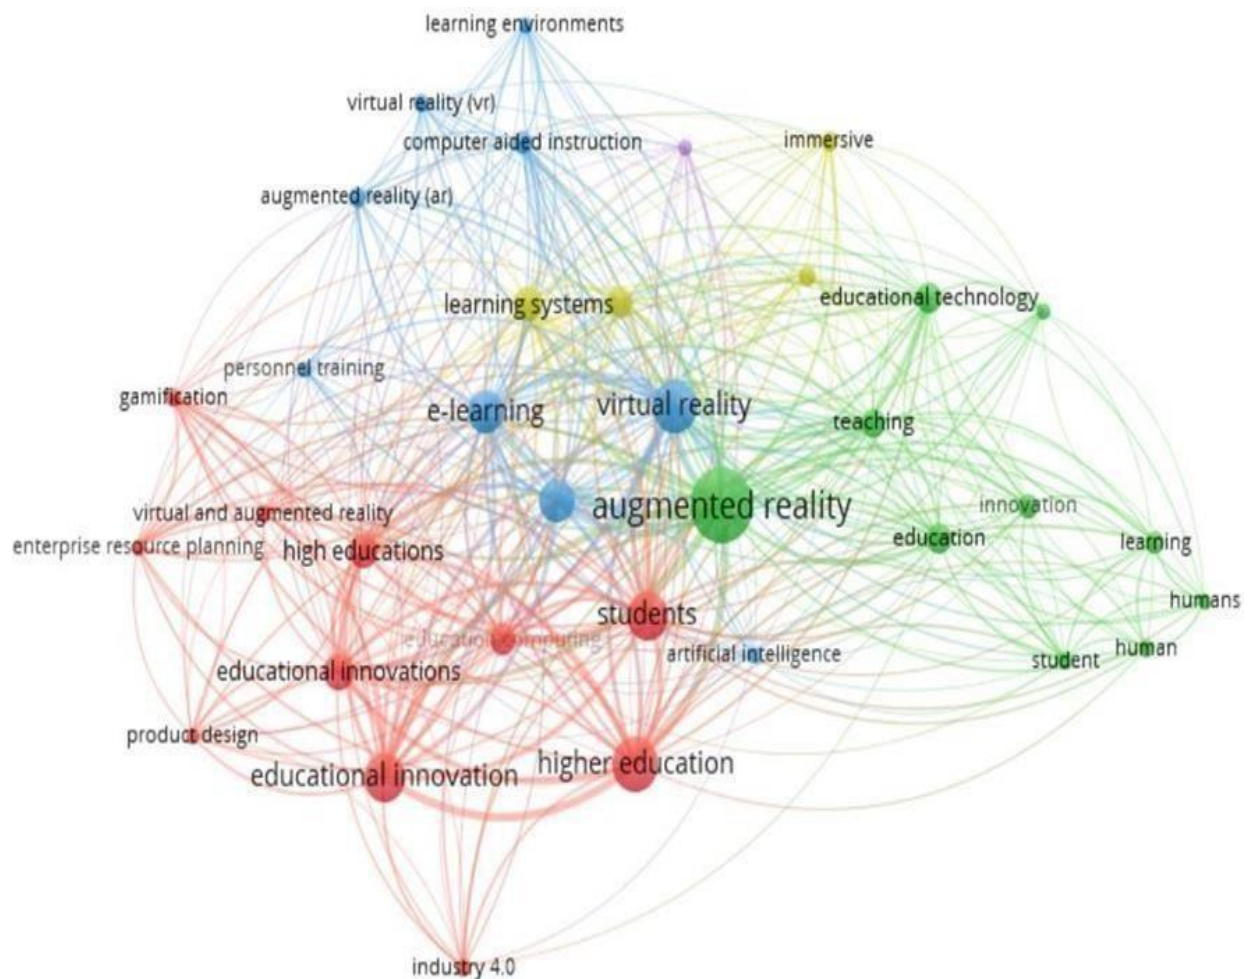 learning environments
virtual reality (vr)
computer aided instruction
immersive
augmented reality (ar)
learning systems
educational technology
personnel training
gamification
e-learning
virtual reality
teaching
augmented reality
innovation
virtual and augmented reality
enterprise resource planning
high educations
education
learning
humans
students
education computing
artificial intelligence
human
student
educational innovations
product design
educational innovation
higher education
industry 4.0